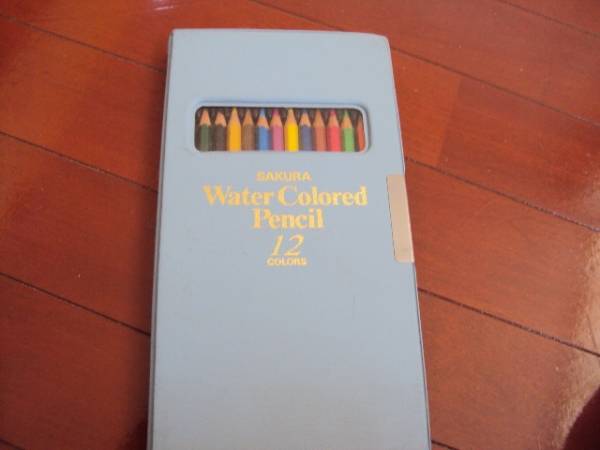 SAKURA
Water Colored
Pencil
12
COLORS